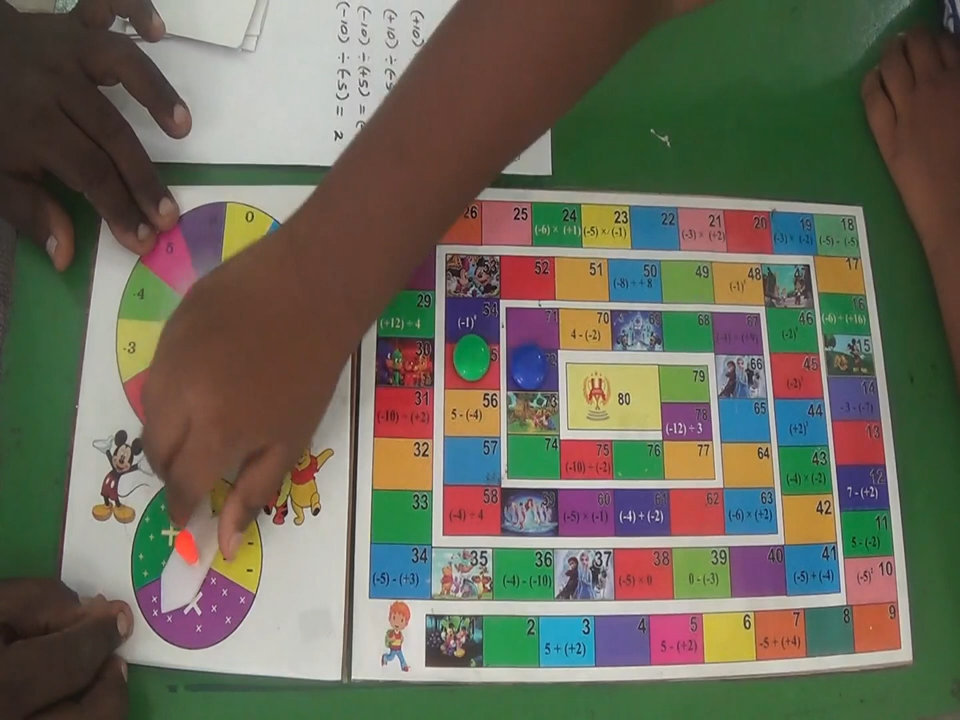 (+10)
(+10) ÷ (-5
(-10) ÷ (+5) = (
(-10) ÷ (-5) = 2
0
5
-4
-3
26 25 24 23 22 21 20 19 18
(-6) × (+1) (-5) × (-1) (-3) × (+2) (-3) × (-2) (-5) - (-5)
52 51 50 49 48 47 17
(-8) ÷ + 8
29 54 71 70 69 68 67 46 16
(+12) ÷ 4 4 - (-2) (-6) ÷ (+16)
30 66 45 15
31 56 73 80 79 65 44 14
(-10) ÷ (+2) 5 - (-4) -3 - (-7)
78
(-12) ÷ 3
32 57 74 75 76 77 64 43 13
(-10) ÷ (-2) (-4) × (-2)
33 58 60 61 62 63 42 12
(-4) ÷ 4 (-5) × (-1) (-4) + (-2) (-6) × (+2) 7 - (+2)
11
5 - (-2)
34 35 36 37 38 39 40 41 10
(-5) - (+3) (-4) - (-10) (-5) × 0 0 - (-3) (-5) + (-4)
2 3 4 5 6 7 8 9
5 + (+2) 5 - (+2) -5 + (+4)